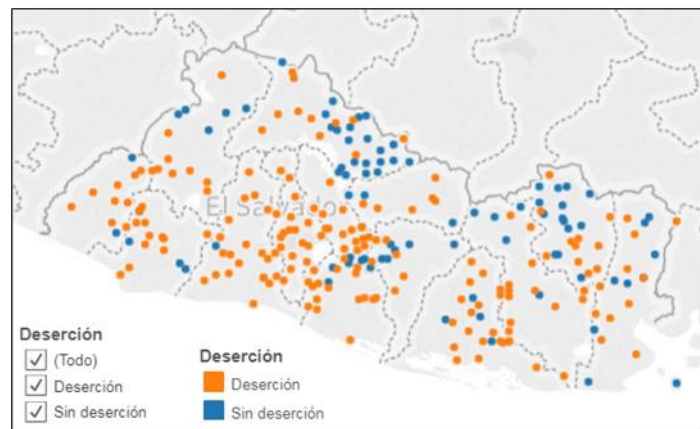 El Salvador
Deserción
(Todo)
Deserción
Sin deserción
Deserción
Deserción
Sin deserción